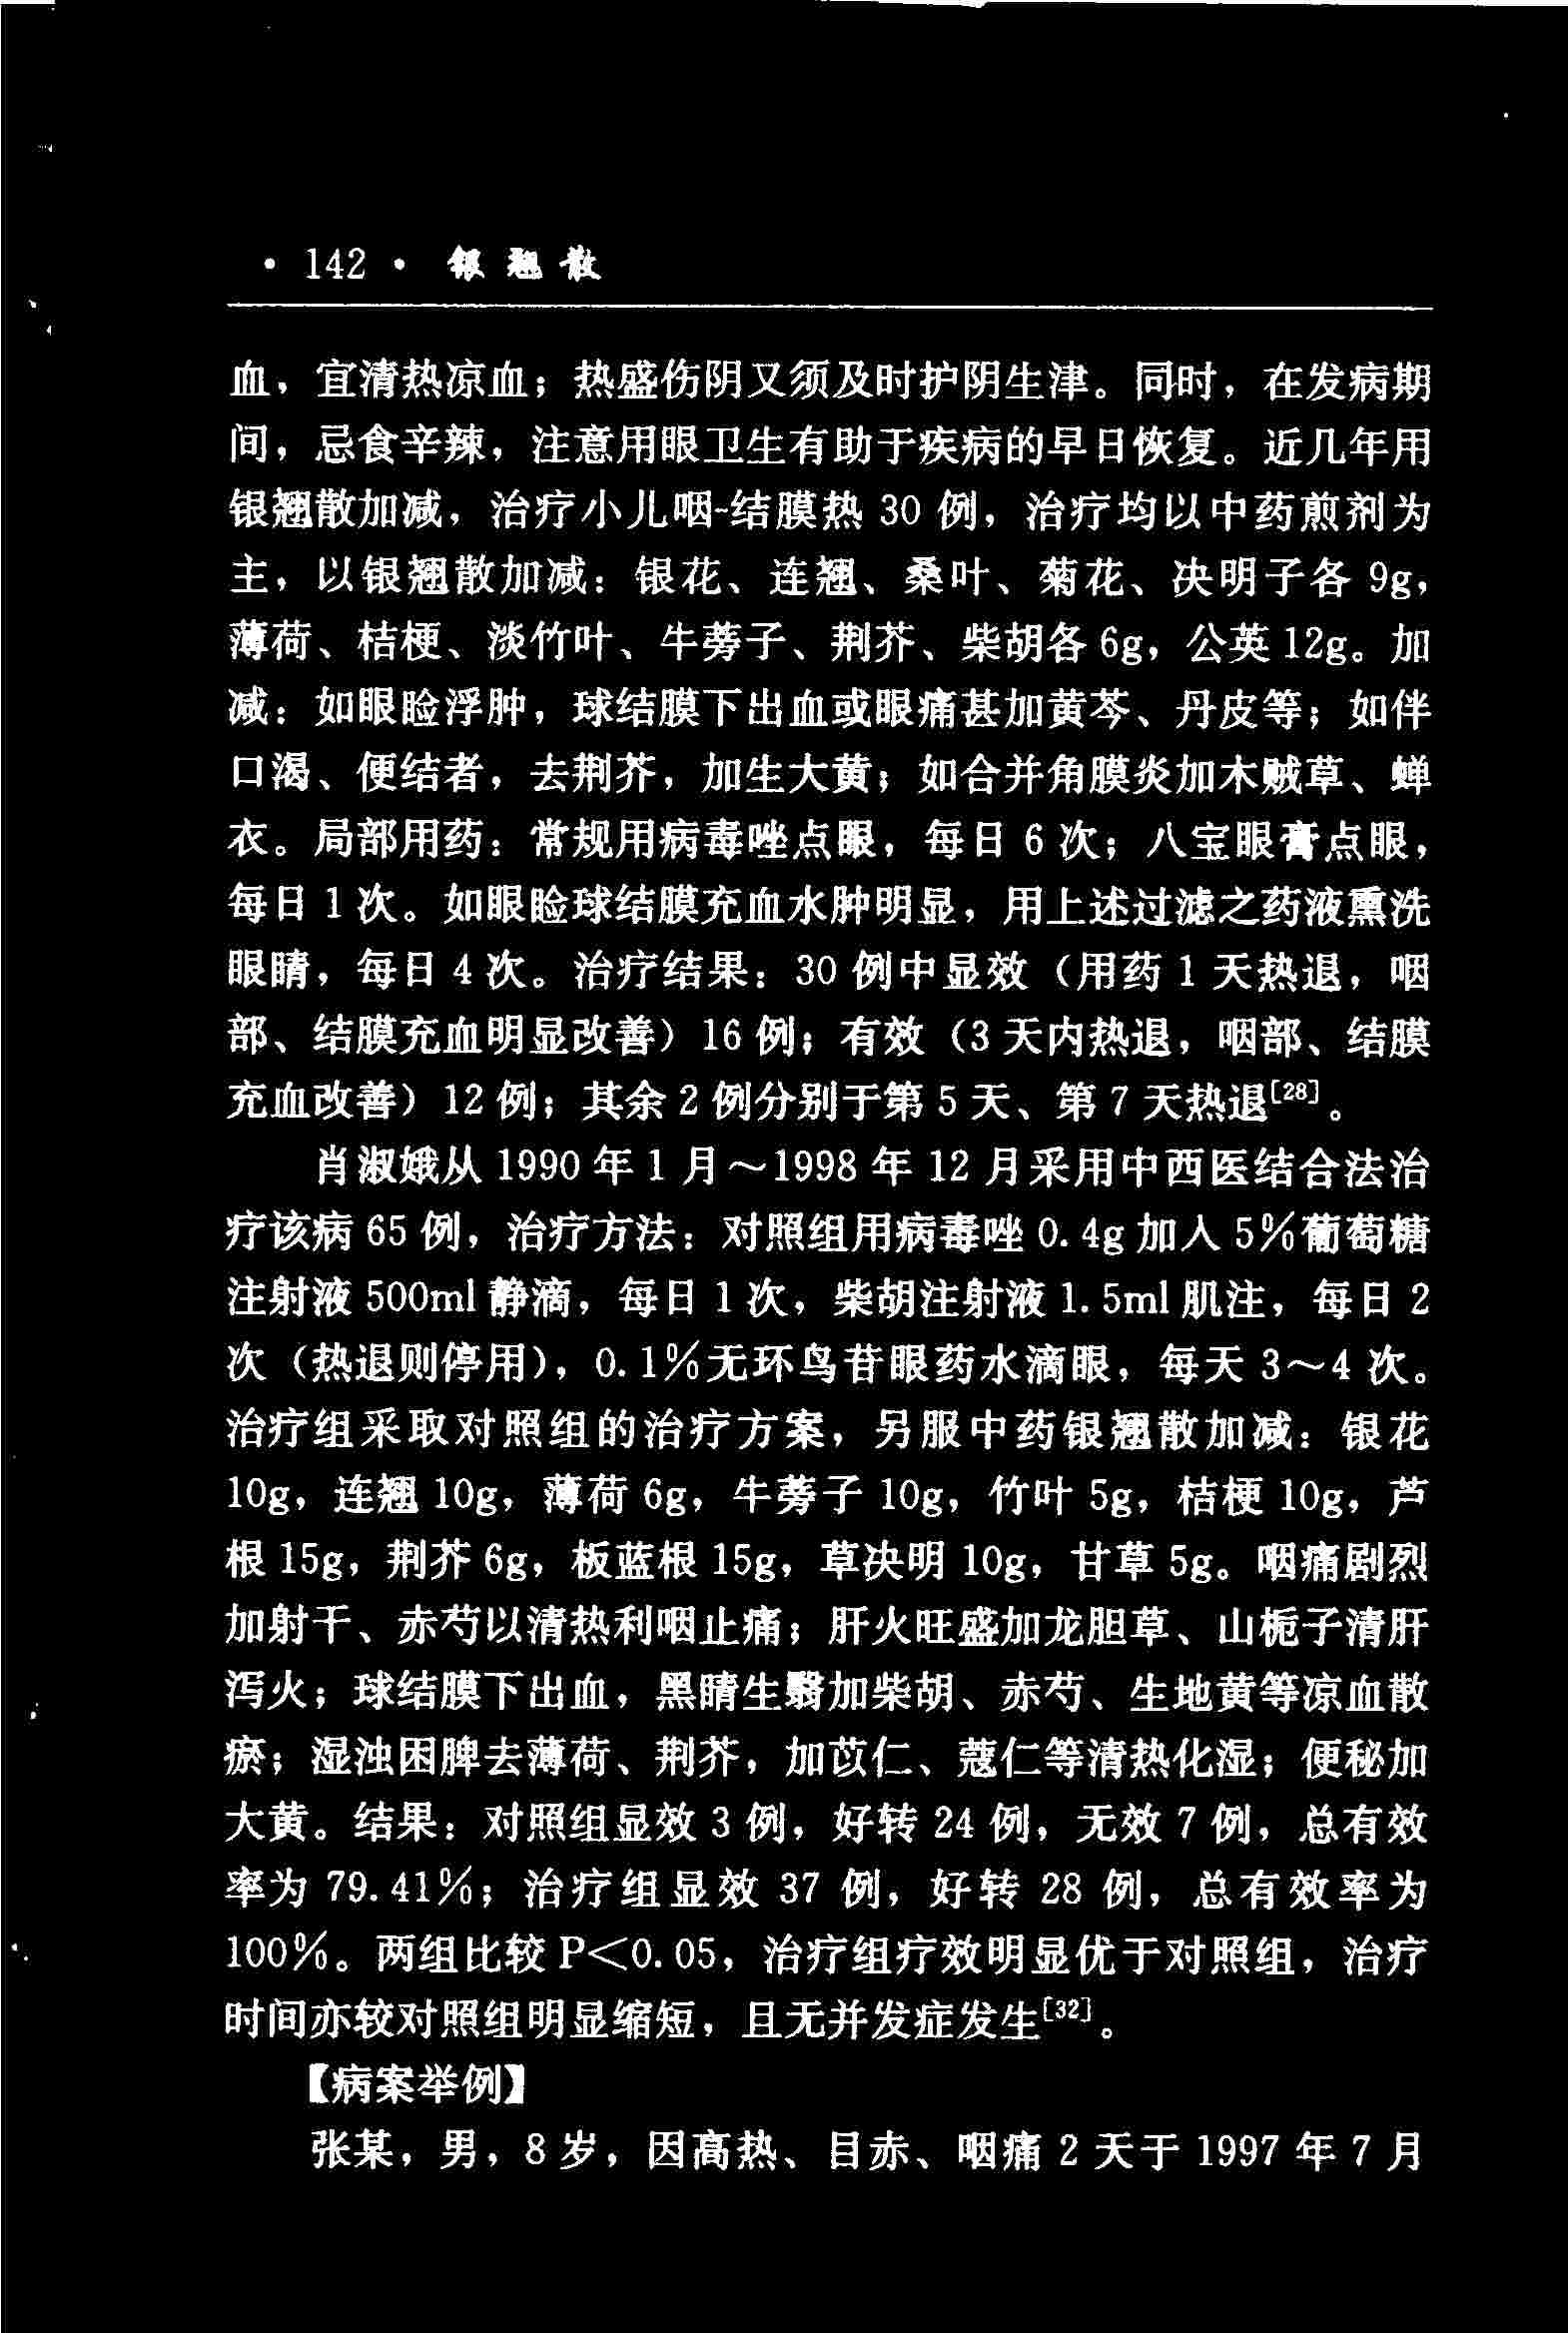 · 142 · 银翘散
血，宜清热凉血；热盛伤阴又须及时护阴生津。同时，在发病期
间，忌食辛辣，注意用眼卫生有助于疾病的早日恢复。近几年用
银翘散加减，治疗小儿咽-结膜热 30 例，治疗均以中药煎剂为
主，以银翘散加减：银花、连翘、桑叶、菊花、决明子各 9g，
薄荷、桔梗、淡竹叶、牛蒡子、荆芥、柴胡各 6g，公英 12g。加
减：如眼睑浮肿，球结膜下出血或眼痛甚加黄芩、丹皮等；如伴
口渴、便结者，去荆芥，加生大黄；如合并角膜炎加木贼草、蝉
衣。局部用药：常规用病毒唑点眼，每日 6 次；八宝眼膏点眼，
每日 1 次。如眼睑球结膜充血水肿明显，用上述过滤之药液熏洗
眼睛，每日 4 次。治疗结果：30 例中显效（用药 1 天热退，咽
部、结膜充血明显改善）16 例；有效（3 天内热退，咽部、结膜
充血改善）12 例；其余 2 例分别于第 5 天、第 7 天热退[28]。
肖淑娥从 1990 年 1 月～1998 年 12 月采用中西医结合法治
疗该病 65 例，治疗方法：对照组用病毒唑 0.4g 加入 5%葡萄糖
注射液 500ml 静滴，每日 1 次，柴胡注射液 1.5ml 肌注，每日 2
次（热退则停用），0.1%无环鸟苷眼药水滴眼，每天 3～4 次。
治疗组采取对照组的治疗方案，另服中药银翘散加减：银花
10g，连翘 10g，薄荷 6g，牛蒡子 10g，竹叶 5g，桔梗 10g，芦
根 15g，荆芥 6g，板蓝根 15g，草决明 10g，甘草 5g。咽痛剧烈
加射干、赤芍以清热利咽止痛；肝火旺盛加龙胆草、山栀子清肝
泻火；球结膜下出血，黑睛生翳加柴胡、赤芍、生地黄等凉血散
瘀；湿浊困脾去薄荷、荆芥，加苡仁、蔻仁等清热化湿；便秘加
大黄。结果：对照组显效 3 例，好转 24 例，无效 7 例，总有效
率为 79.41%；治疗组显效 37 例，好转 28 例，总有效率为
100%。两组比较 P<0.05，治疗组疗效明显优于对照组，治疗
时间亦较对照组明显缩短，且无并发症发生[32]。
【病案举例】
张某，男，8 岁，因高热、目赤、咽痛 2 天于 1997 年 7 月